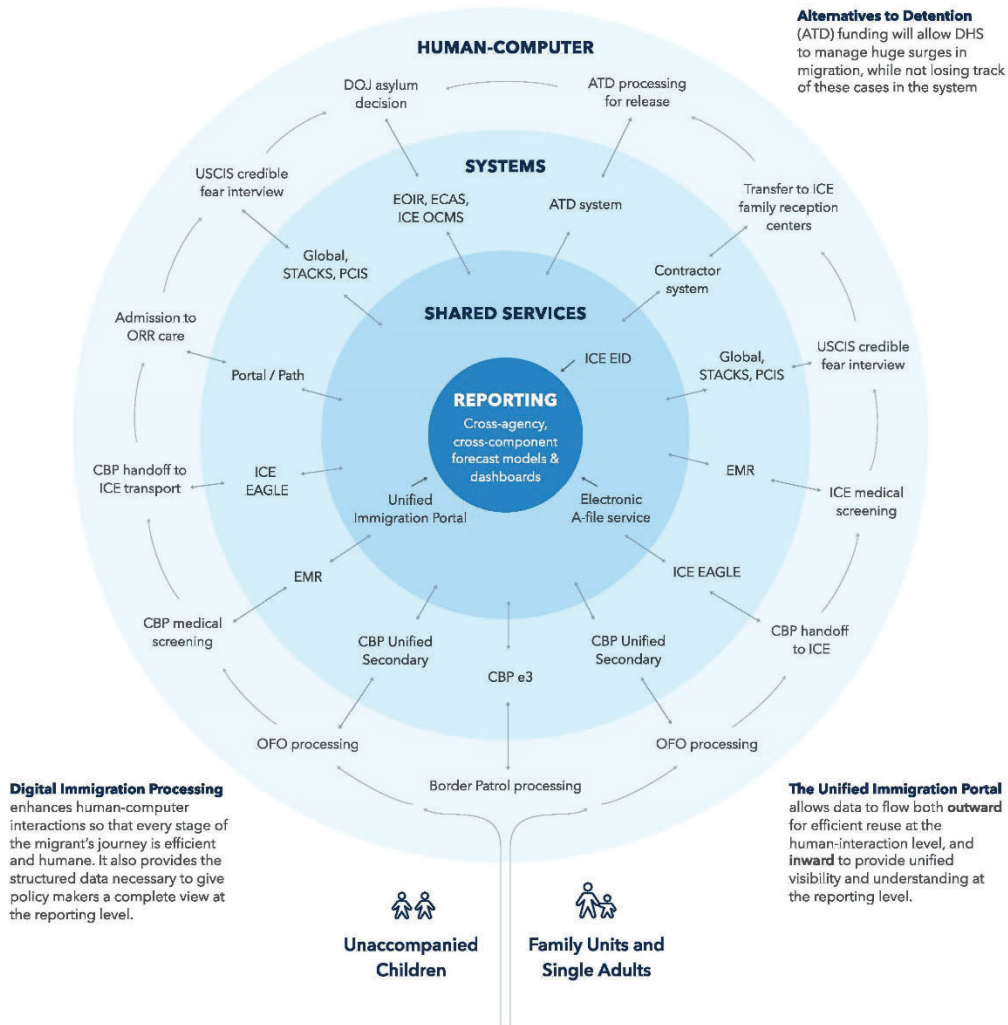 Alternatives to Detention
(ATD) funding will allow DHS
to manage huge surges in
migration, while not losing track
of these cases in the system
HUMAN-COMPUTER
DOJ asylum
decision
ATD processing
for release
USCIS credible
fear interview
SYSTEMS
EOIR, ECAS,
ICE OCMS
ATD system
Transfer to ICE
family reception
centers
Global,
STACKS, PCIS
Contractor
system
Admission to
ORR care
SHARED SERVICES
USCIS credible
fear interview
Portal / Path
ICE EID
Global,
STACKS, PCIS
REPORTING
Cross-agency,
cross-component
forecast models &
dashboards
CBP handoff to
ICE transport
ICE
EAGLE
Unified
Immigration Portal
Electronic
A-file service
EMR
ICE medical
screening
EMR
ICE EAGLE
CBP medical
screening
CBP Unified
Secondary
CBP e3
CBP Unified
Secondary
CBP handoff
to ICE
OFO processing
Border Patrol processing
OFO processing
Digital Immigration Processing
enhances human-computer
interactions so that every stage of
the migrant's journey is efficient
and humane. It also provides the
structured data necessary to give
policy makers a complete view at
the reporting level.
The Unified Immigration Portal
allows data to flow both outward
for efficient reuse at the
human-interaction level, and
inward to provide unified
visibility and understanding at
the reporting level.
Unaccompanied
Children
Family Units and
Single Adults